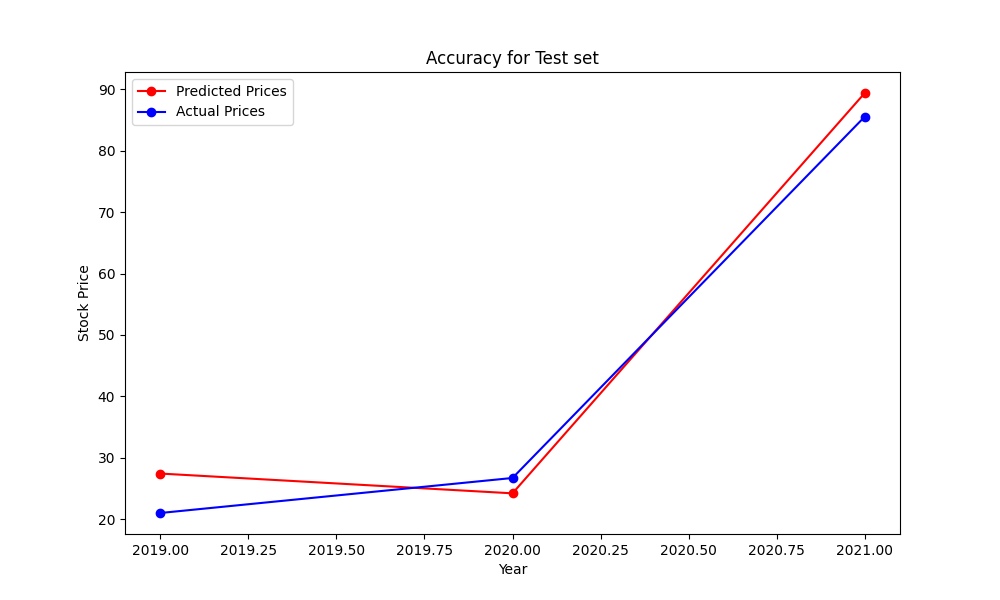 Accuracy for Test set
Predicted Prices
Actual Prices
90
80
70
60
50
40
30
20
Stock Price
2019.00 2019.25 2019.50 2019.75 2020.00 2020.25 2020.50 2020.75 2021.00
Year